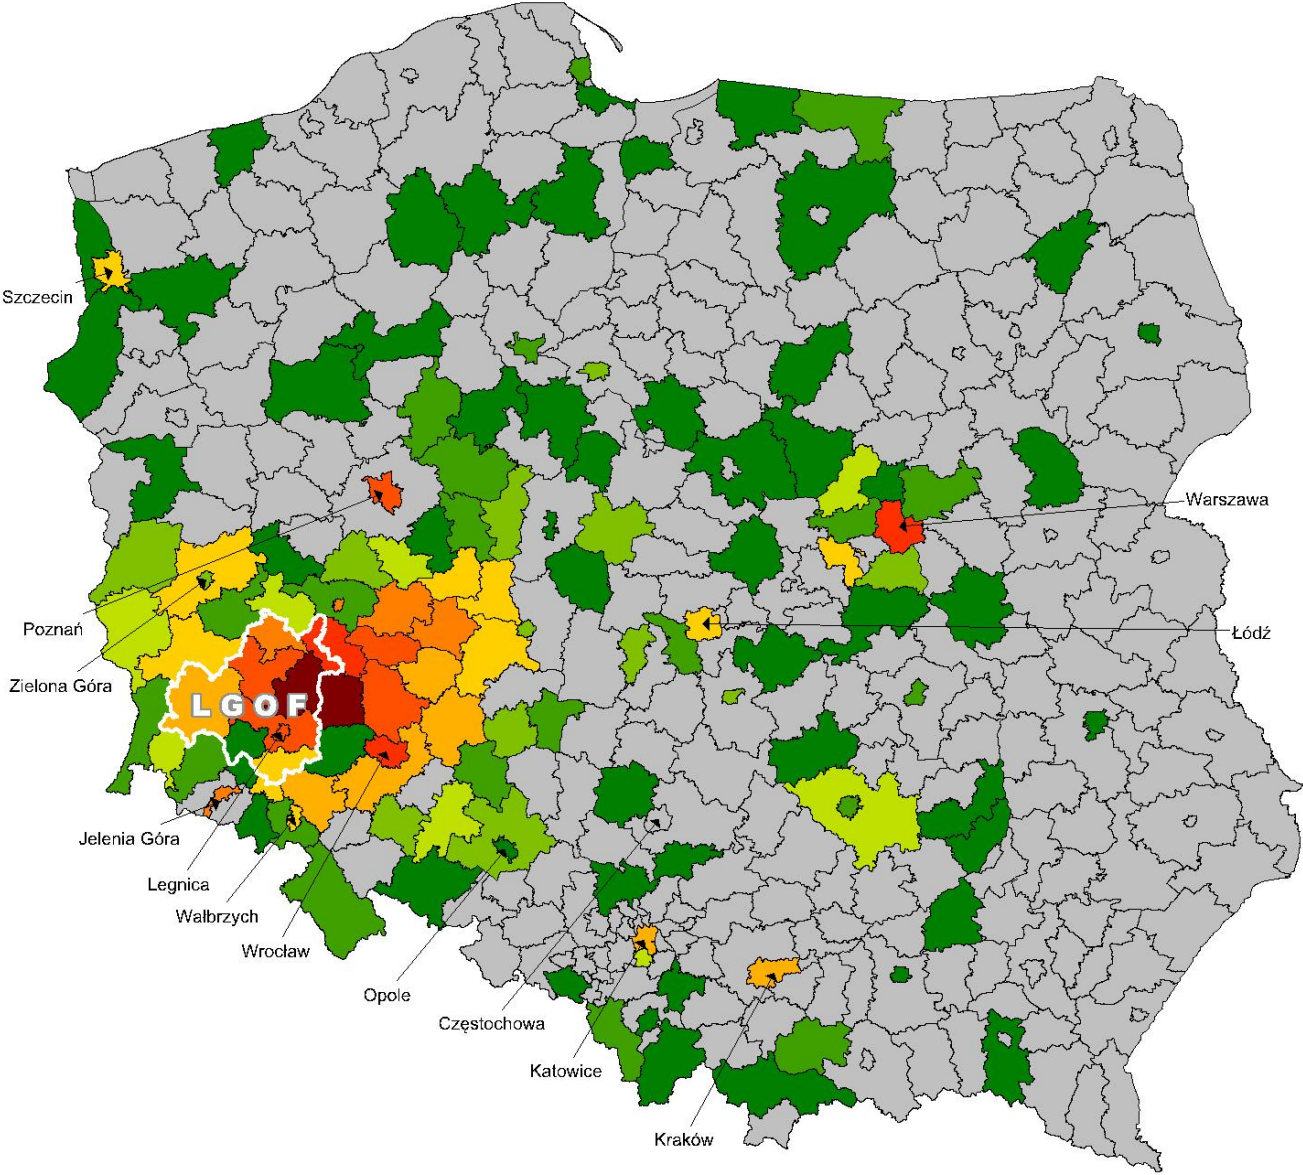 Szczecin
Warszawa
Poznań
Łódź
Zielona Góra
LGOF
Jelenia Góra
Legnica
Wałbrzych
Wrocław
Opole
Częstochowa
Katowice
Kraków